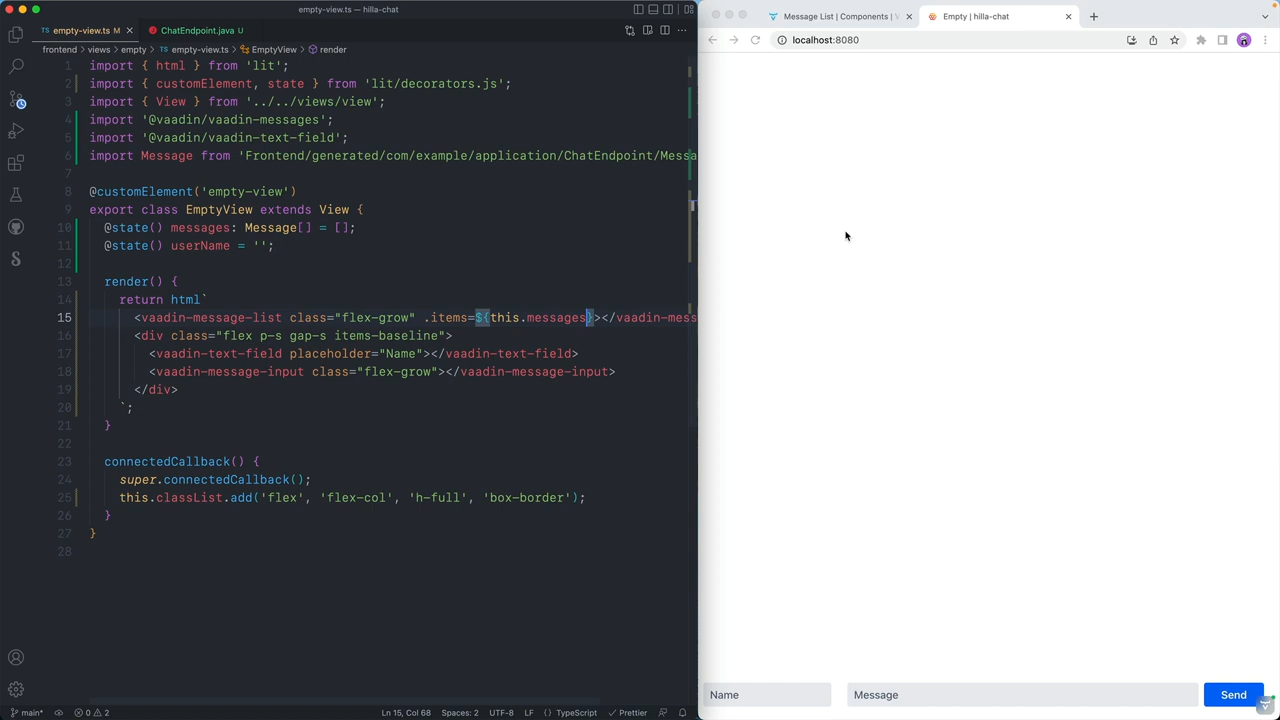 empty-view.ts — hilla-chat
TS empty-view.ts M
ChatEndpoint.java U
frontend > views > empty > TS empty-view.ts > EmptyView > render
1 import { html } from 'lit';
2 import { customElement, state } from 'lit/decorators.js';
3 import { View } from '../../views/view';
4 import '@vaadin/vaadin-messages';
5 import '@vaadin/vaadin-text-field';
6 import Message from 'Frontend/generated/com/example/application/ChatEndpoint/Messa
7
8 @customElement('empty-view')
9 export class EmptyView extends View {
10 @state() messages: Message[] = [];
11 @state() userName = '';
12
13 render() {
14 return html`
15 <vaadin-message-list class="flex-grow" .items=${this.messages}></vaadin-mess
16 <div class="flex p-s gap-s items-baseline">
17 <vaadin-text-field placeholder="Name"></vaadin-text-field>
18 <vaadin-message-input class="flex-grow"></vaadin-message-input>
19 </div>
20 `;
21 }
22
23 connectedCallback() {
24 super.connectedCallback();
25 this.classList.add('flex', 'flex-col', 'h-full', 'box-border');
26 }
27 }
28
main* 0 2 Ln 15, Col 68 Spaces: 2 UTF-8 LF {} TypeScript Prettier
Message List | Components | V
Empty | hilla-chat
localhost:8080
Name
Message
Send